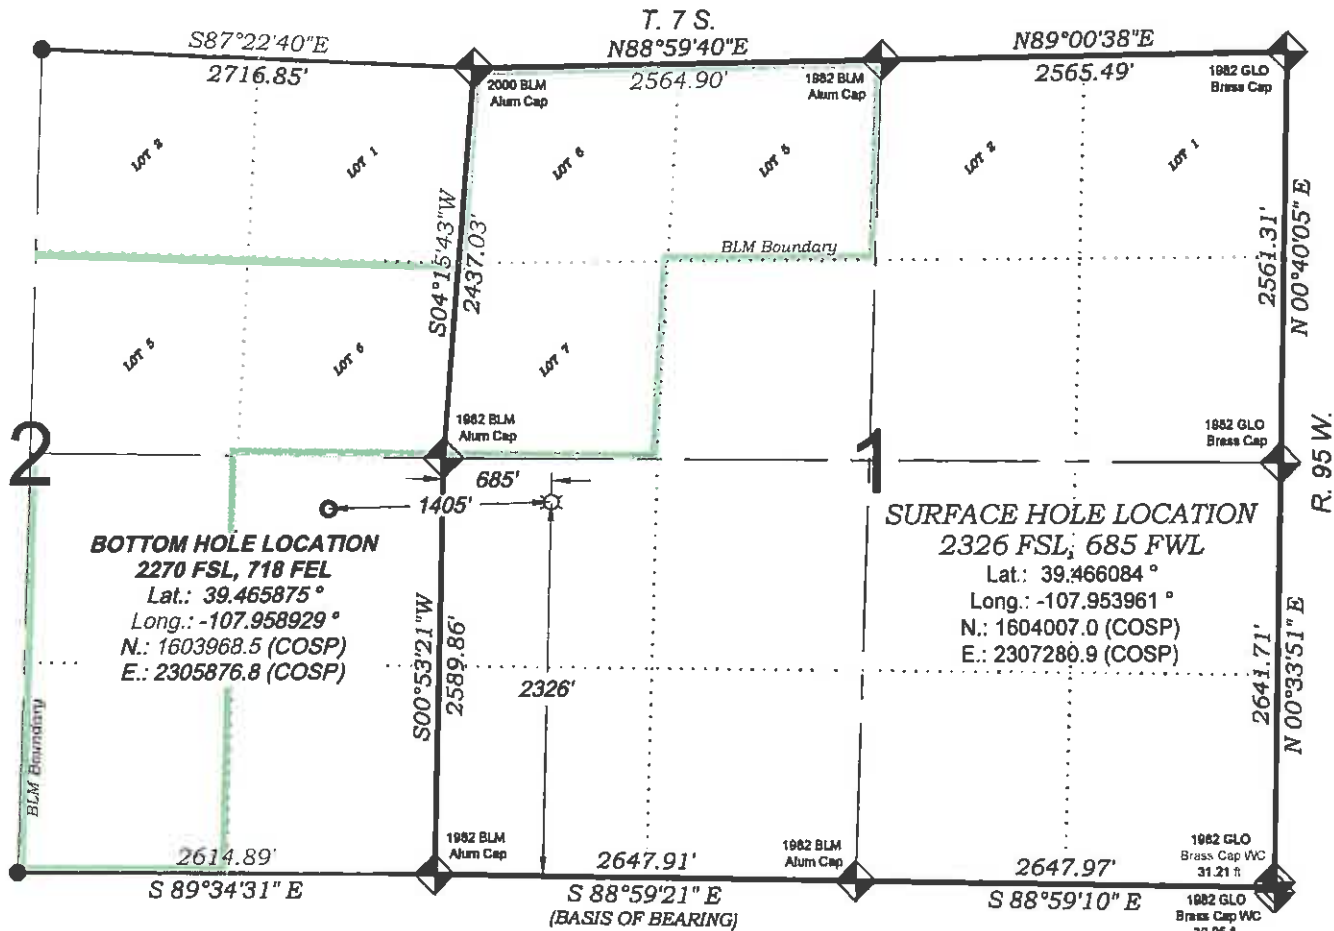 T. 7 S.
S87°22'40"E
N88°59'40"E
N89°00'38"E
2716.85'
2564.90'
2565.49'
2000 BLM
Alum Cap
1982 BLM
Alum Cap
1982 GLO
Brass Cap
LOT 1
LOT 6
LOT 5
LOT 2
LOT 1
S04°15'43"W
2437.03'
BLM Boundary
2561.31'
N 00°40'05" E
LOT 5
LOT 6
LOT 7
1982 BLM
Alum Cap
1982 GLO
Brass Cap
2
1
R. 95 W.
685'
1405'
BOTTOM HOLE LOCATION
2270 FSL, 718 FEL
Lat.: 39.465875 °
Long.: -107.958929 °
N.: 1603968.5 (COSP)
E.: 2305876.8 (COSP)
SURFACE HOLE LOCATION
2326 FSL, 685 FWL
Lat.: 39.466084 °
Long.: -107.953961 °
N.: 1604007.0 (COSP)
E.: 2307280.9 (COSP)
S00°53'21"W
2589.86'
2326'
2641.71'
N 00°33'51" E
BLM Boundary
1982 BLM
Alum Cap
1982 BLM
Alum Cap
1982 GLO
Brass Cap WC
31.21 ft
2614.89'
2647.91'
2647.97'
S 89°34'31" E
S 88°59'21" E
(BASIS OF BEARING)
S 88°59'10" E
1982 GLO
Brass Cap WC